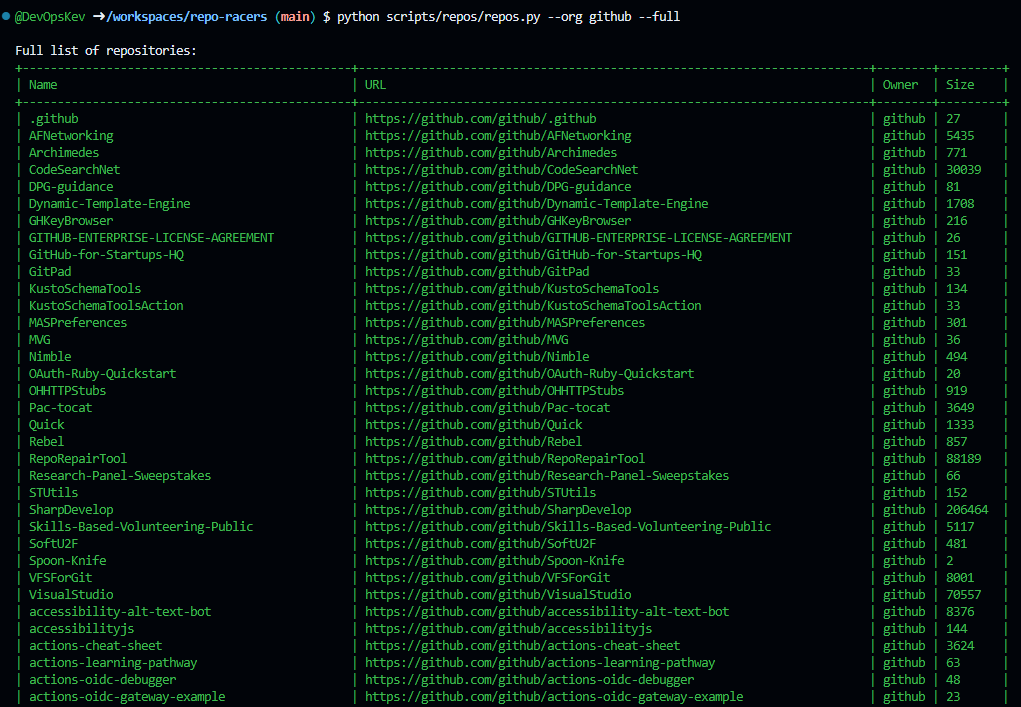 @DevOpsKev →/workspaces/repo-racers (main) $ python scripts/repos/repos.py --org github --full
Full list of repositories:
+-----------------------------------------------+--------------------------------------------------------------------------+--------+--------+
| Name | URL | Owner | Size |
+-----------------------------------------------+--------------------------------------------------------------------------+--------+--------+
| .github | https://github.com/github/.github | github | 27 |
| AFNetworking | https://github.com/github/AFNetworking | github | 5435 |
| Archimedes | https://github.com/github/Archimedes | github | 771 |
| CodeSearchNet | https://github.com/github/CodeSearchNet | github | 30039 |
| DPG-guidance | https://github.com/github/DPG-guidance | github | 81 |
| Dynamic-Template-Engine | https://github.com/github/Dynamic-Template-Engine | github | 1708 |
| GHKeyBrowser | https://github.com/github/GHKeyBrowser | github | 216 |
| GITHUB-ENTERPRISE-LICENSE-AGREEMENT | https://github.com/github/GITHUB-ENTERPRISE-LICENSE-AGREEMENT | github | 26 |
| GitHub-for-Startups-HQ | https://github.com/github/GitHub-for-Startups-HQ | github | 151 |
| GitPad | https://github.com/github/GitPad | github | 33 |
| KustoSchemaTools | https://github.com/github/KustoSchemaTools | github | 134 |
| KustoSchemaToolsAction | https://github.com/github/KustoSchemaToolsAction | github | 33 |
| MASPreferences | https://github.com/github/MASPreferences | github | 301 |
| MVG | https://github.com/github/MVG | github | 36 |
| Nimble | https://github.com/github/Nimble | github | 494 |
| OAuth-Ruby-Quickstart | https://github.com/github/OAuth-Ruby-Quickstart | github | 20 |
| OHHTTPStubs | https://github.com/github/OHHTTPStubs | github | 919 |
| Pac-tocat | https://github.com/github/Pac-tocat | github | 3649 |
| Quick | https://github.com/github/Quick | github | 1333 |
| Rebel | https://github.com/github/Rebel | github | 857 |
| RepoRepairTool | https://github.com/github/RepoRepairTool | github | 88189 |
| Research-Panel-Sweepstakes | https://github.com/github/Research-Panel-Sweepstakes | github | 66 |
| STUtils | https://github.com/github/STUtils | github | 152 |
| SharpDevelop | https://github.com/github/SharpDevelop | github | 206464 |
| Skills-Based-Volunteering-Public | https://github.com/github/Skills-Based-Volunteering-Public | github | 5117 |
| SoftU2F | https://github.com/github/SoftU2F | github | 481 |
| Spoon-Knife | https://github.com/github/Spoon-Knife | github | 2 |
| VFSForGit | https://github.com/github/VFSForGit | github | 8001 |
| VisualStudio | https://github.com/github/VisualStudio | github | 70557 |
| accessibility-alt-text-bot | https://github.com/github/accessibility-alt-text-bot | github | 8376 |
| accessibilityjs | https://github.com/github/accessibilityjs | github | 144 |
| actions-cheat-sheet | https://github.com/github/actions-cheat-sheet | github | 3624 |
| actions-learning-pathway | https://github.com/github/actions-learning-pathway | github | 63 |
| actions-oidc-debugger | https://github.com/github/actions-oidc-debugger | github | 48 |
| actions-oidc-gateway-example | https://github.com/github/actions-oidc-gateway-example | github | 23 |